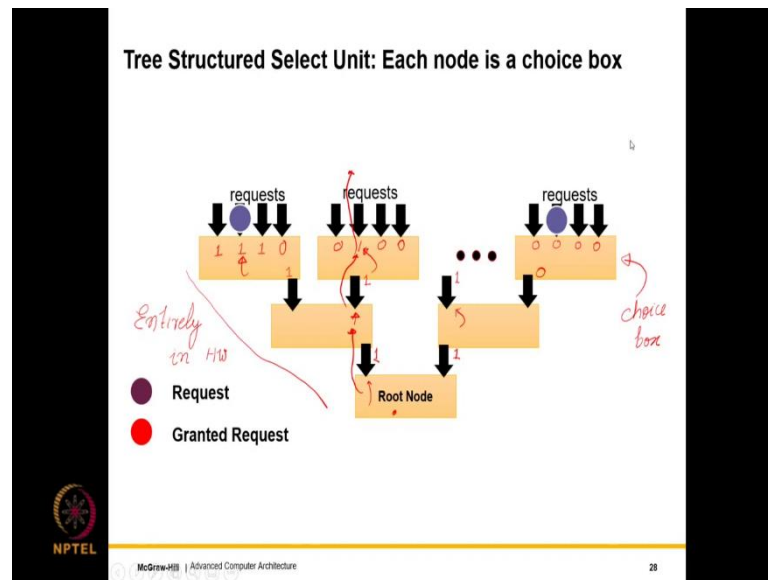 Tree Structured Select Unit: Each node is a choice box
requests requests requests
1 1 1 0 0 1 0 0 0 0 0 0
1 1 1 0
Entirely
in HW
choice
box
1 1
Root Node
Request
Granted Request
NPTEL
McGraw-Hill | Advanced Computer Architecture 28